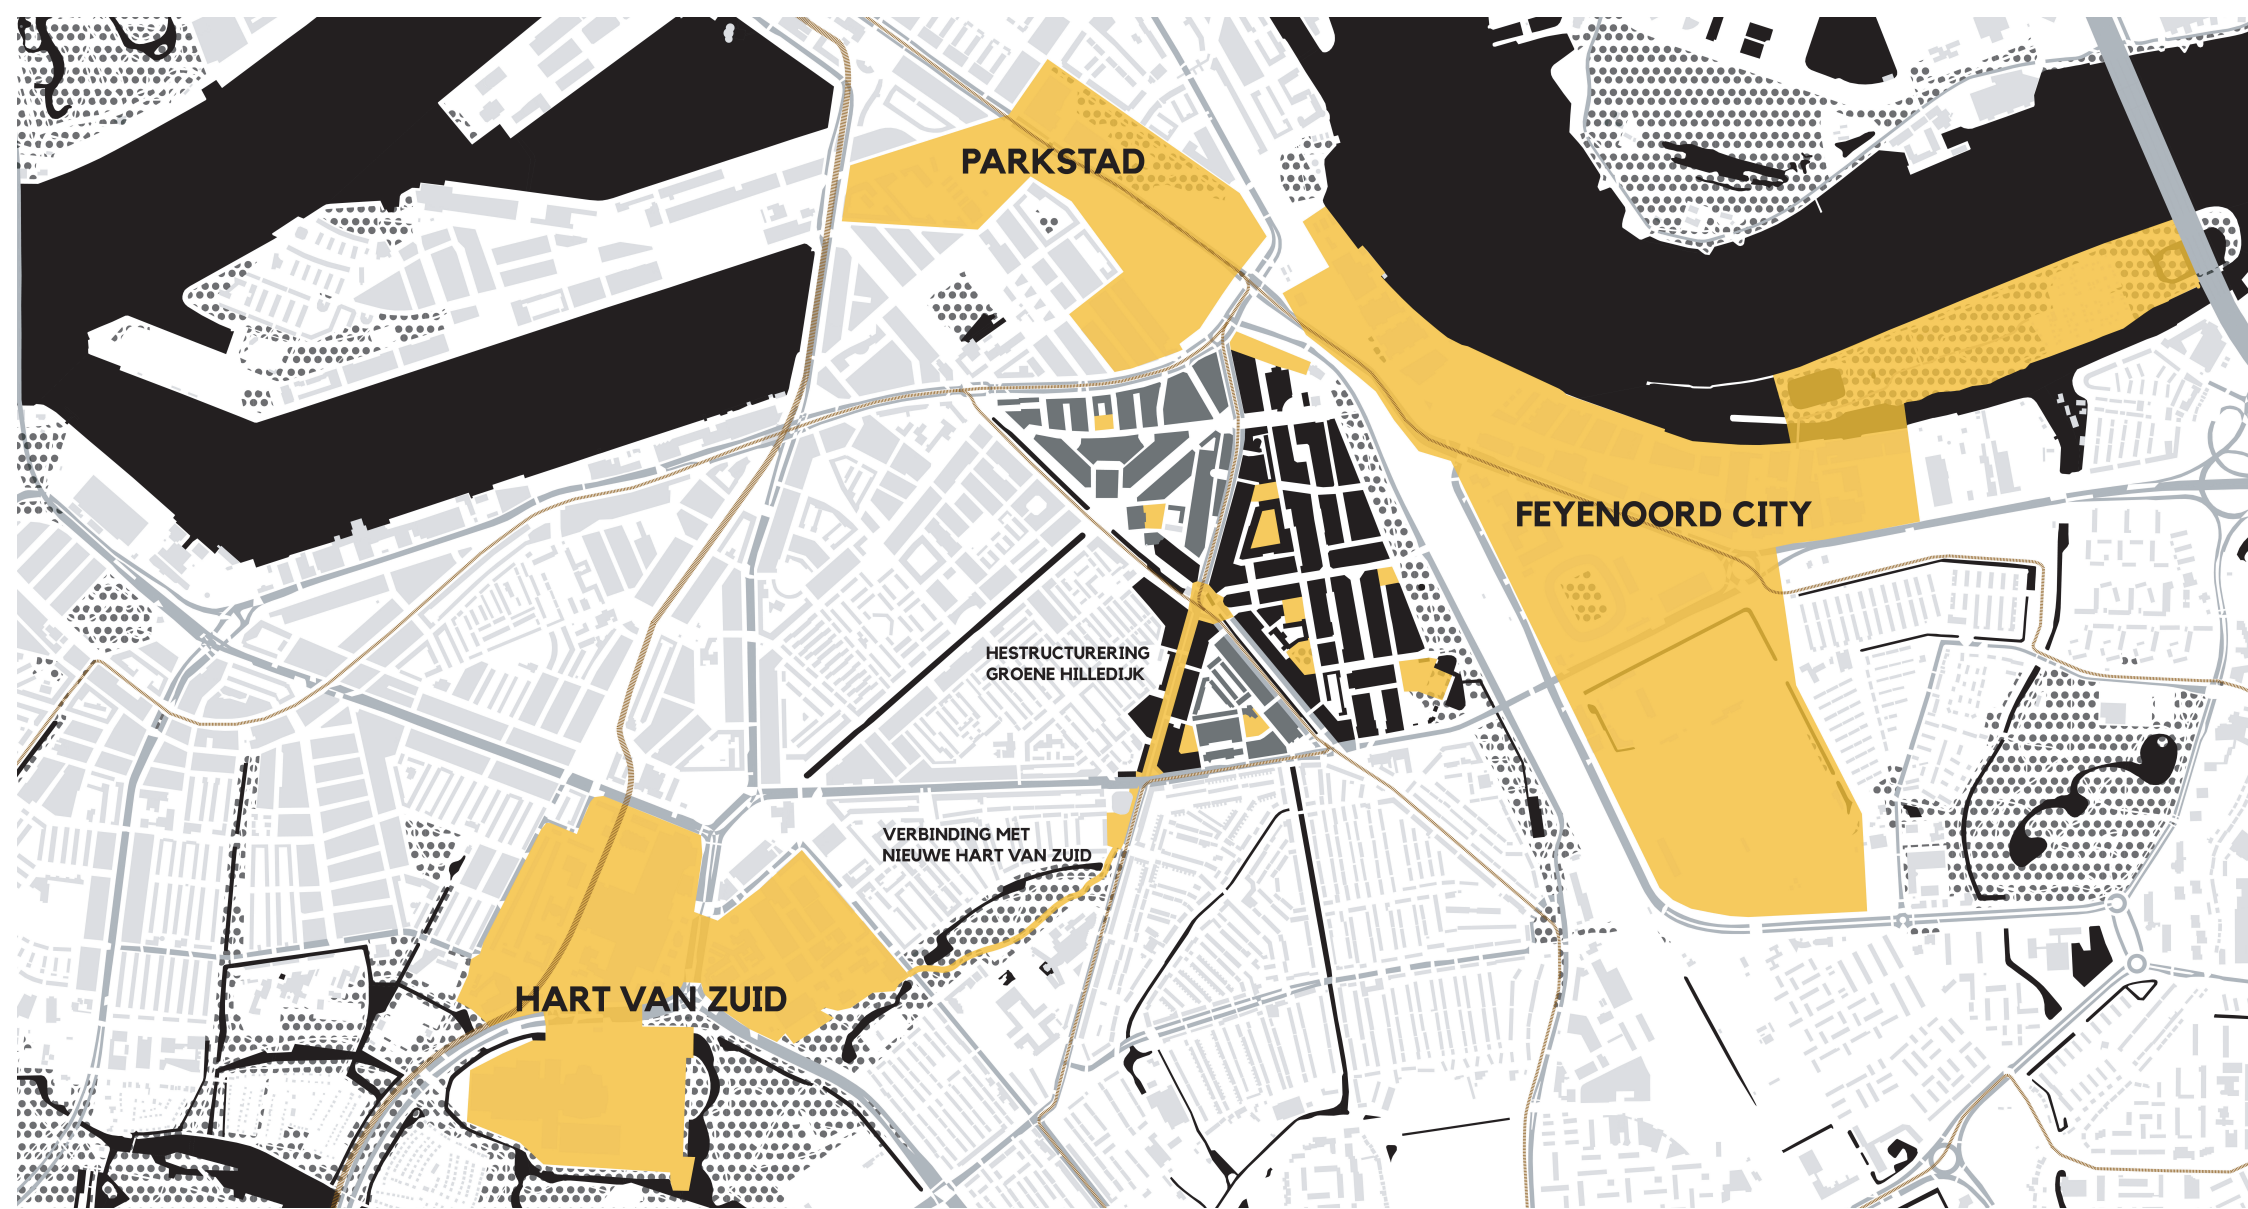 PARKSTAD
FEYENOORD CITY
HESTRUCTURERING
GROENE HILLEDIJK
VERBINDING MET
NIEUWE HART VAN ZUID
HART VAN ZUID